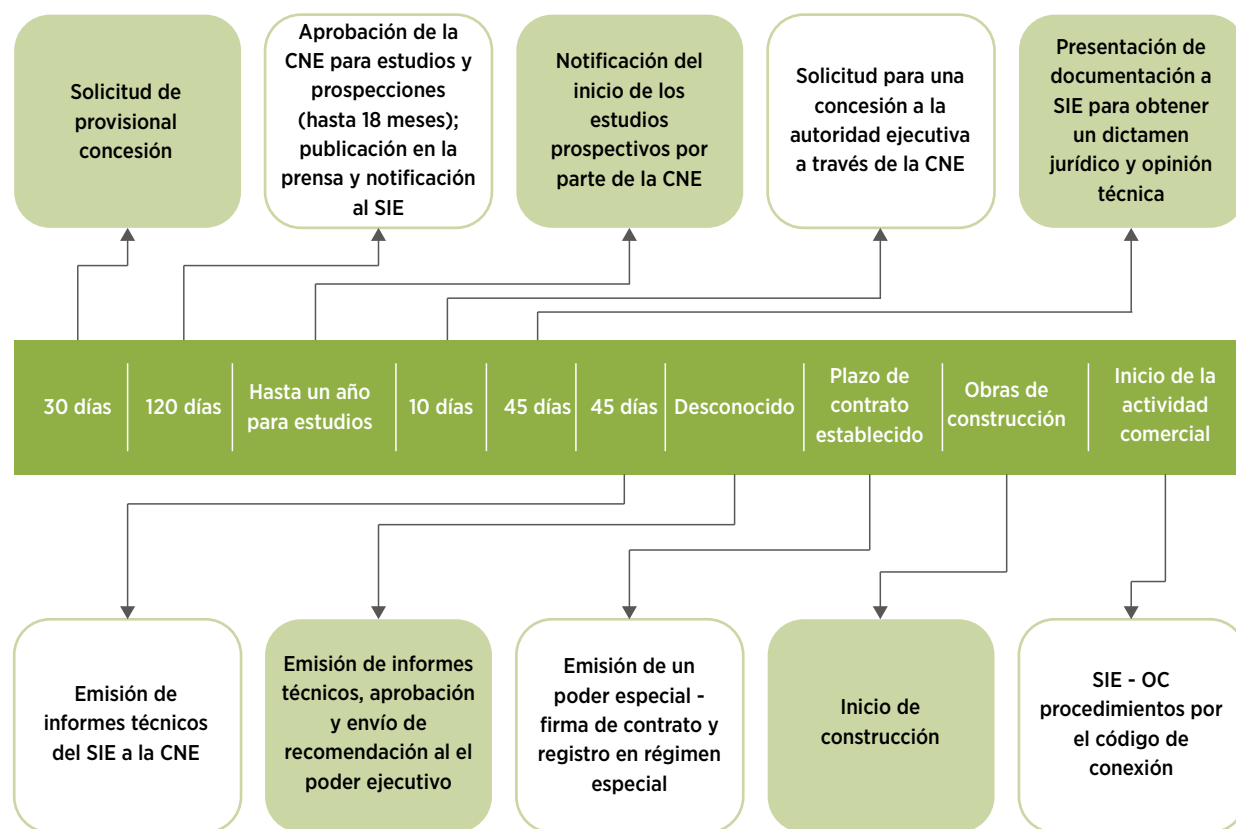 Solicitud de
provisional
concesión
Aprobación de la
CNE para estudios y
prospecciones
(hasta 18 meses);
publicación en la
prensa y notificación
al SIE
Notificación del
inicio de los
estudios
prospectivos por
parte de la CNE
Solicitud para una
concesión a la
autoridad ejecutiva
a través de la CNE
Presentación de
documentación a
SIE para obtener
un dictamen
jurídico y opinión
técnica
30 días
120 días
Hasta un año
para estudios
10 días
45 días
45 días
Desconocido
Plazo de
contrato
establecido
Obras de
construcción
Inicio de la
actividad
comercial
Emisión de
informes técnicos
del SIE a la CNE
Emisión de informes
técnicos, aprobación
y envío de
recomendación al el
poder ejecutivo
Emisión de un
poder especial -
firma de contrato y
registro en régimen
especial
Inicio de
construcción
SIE - OC
procedimientos por
el código de
conexión